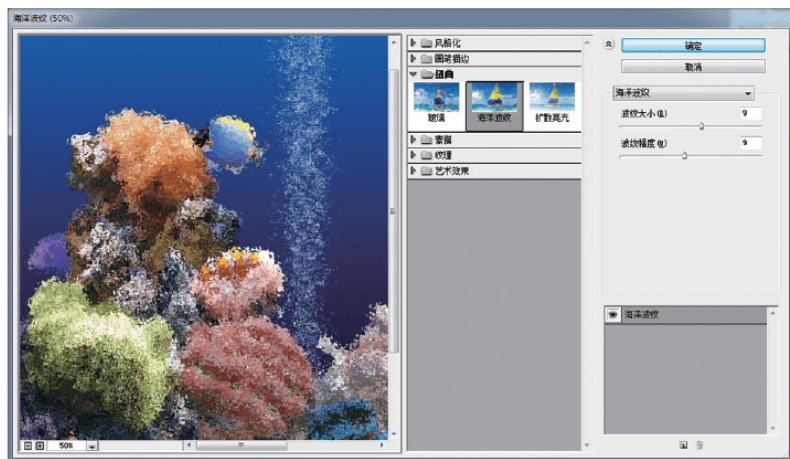 海洋波纹 (50%)
风格化
画笔描边
扭曲
玻璃
海洋波纹
扩散亮光
素描
纹理
艺术效果
50%
确定
取消
海洋波纹
波纹大小(R)
9
波纹幅度(M)
9
海洋波纹